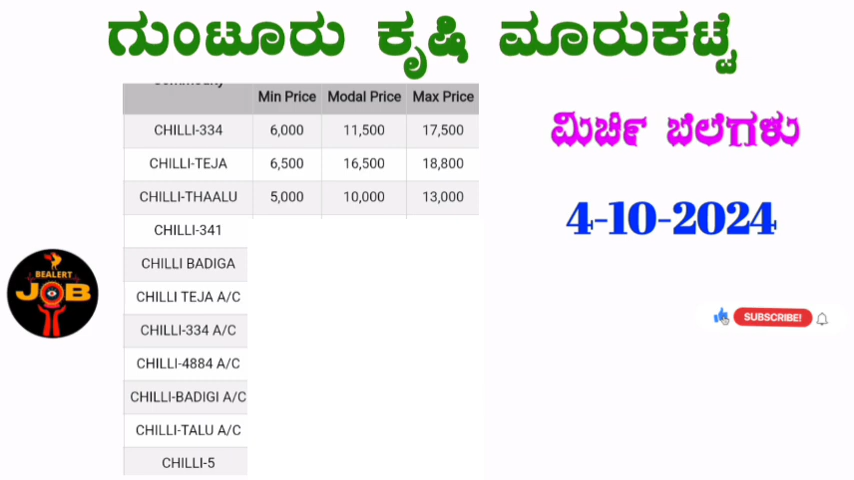 ಗುಂಟೂರು ಕೃಷಿ ಮಾರುಕಟ್ಟೆ
Min Price Modal Price Max Price
CHILLI-334 6,000 11,500 17,500
CHILLI-TEJA 6,500 16,500 18,800
CHILLI-THAALU 5,000 10,000 13,000
CHILLI-341
CHILLI BADIGA
CHILLI TEJA A/C
CHILLI-334 A/C
CHILLI-4884 A/C
CHILLI-BADIGI A/C
CHILLI-TALU A/C
CHILLI-5
ಮಿರ್ಚಿ ಬೆಲೆಗಳು
4-10-2024
BEALERT
JOB
SUBSCRIBE!